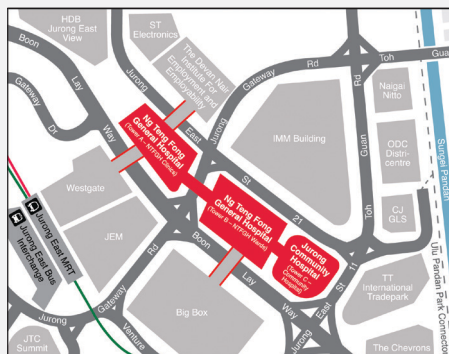 HDB
Jurong East
View
ST
Electronics
The Devan Nair
Institute For
Employment and
Employability
Boon
Lay
Way
Gateway
Dr
Jurong
East
St
21
Jurong
Gateway
Rd
Toh
Guan
Rd
Toh
Gua
Naigai
Nitto
ODC
Distri-
centre
CJ
GLS
IMM Building
Ng Teng Fong
General Hospital
(Tower A – NTFGH Clinics)
Ng Teng Fong
General Hospital
(Tower B – NTFGH Wards)
Jurong
Community
Hospital
(Tower C –
Community
Hospital)
Westgate
JEM
Jurong East MRT
Jurong East Bus
Interchange
Jurong
Gateway
Rd
Boon
Lay
Way
Jurong
East
St
11
Big Box
Venture
JTC
Summit
TT
International
Tradepark
The Chevrons
Sungei Pandan
Ulu Pandan Park Connector